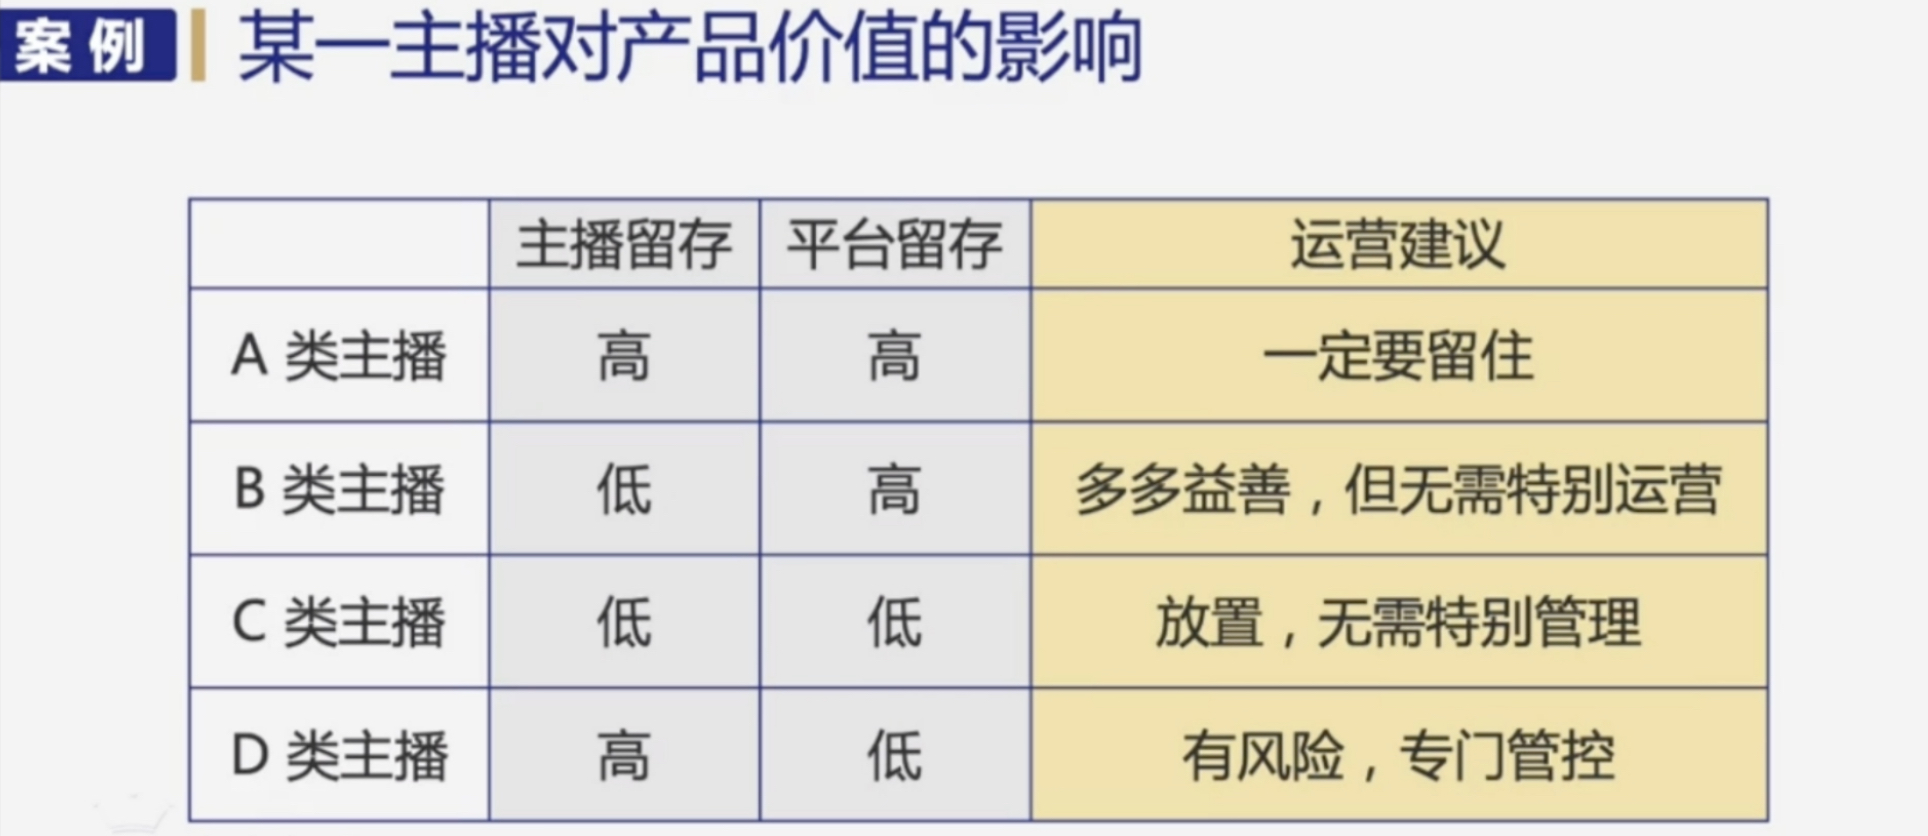 案例 某一主播对产品价值的影响
主播留存 平台留存 运营建议
A 类主播 高 高 一定要留住
B 类主播 低 高 多多益善，但无需特别运营
C 类主播 低 低 放置，无需特别管理
D 类主播 高 低 有风险，专门管控